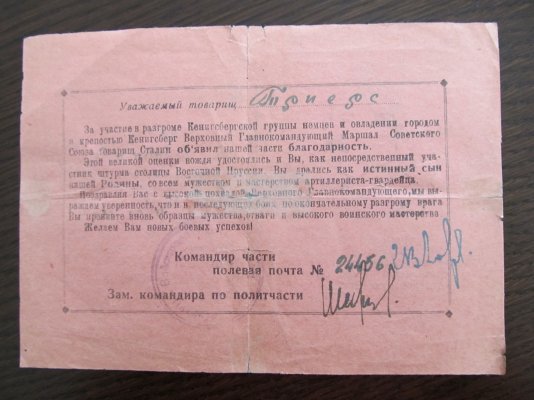 Уважаемый товарищ
За участие в разгроме Кенигсбергской группы немцев и овладении городом
и крепостью Кенигсберг Верховный Главнокомандующий Маршал Советского
Союза товарищ Сталин об'явил нашей части благодарность.
Этой великой оценки вождя удостоились и Вы, как непосредственный уча-
стник штурма столицы Восточной Пруссии. Вы дрались как истинный сын
нашей Родины, со всем мужеством и мастерством артиллериста-гвардейца.
Поздравляя Вас с высокой похвалой Верховного Главнокомандующего, мы вы-
ражаем уверенность, что и в последующих боях по окончательному разгрому врага
Вы проявите вновь образцы мужества, отваги и высокого воинского мастерства
Желаем Вам новых боевых успехов!
Командир части
полевая почта № 24456
Зам. командира по политчасти